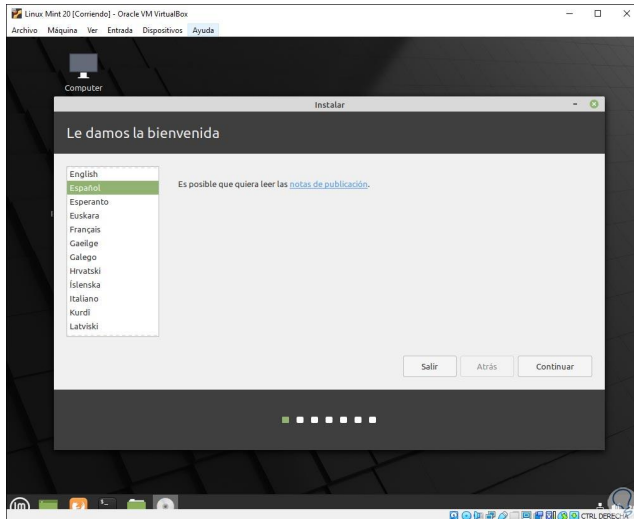 Linux Mint 20 [Corriendo] - Oracle VM VirtualBox
Archivo Máquina Ver Entrada Dispositivos Ayuda
Computer
Instalar
Le damos la bienvenida
English
Español
Esperanto
Euskara
Français
Gaeilge
Galego
Hrvatski
Íslenska
Italiano
Kurdî
Latviski
Es posible que quiera leer las notas de publicación.
Salir Atrás Continuar
CTRL DERECHA